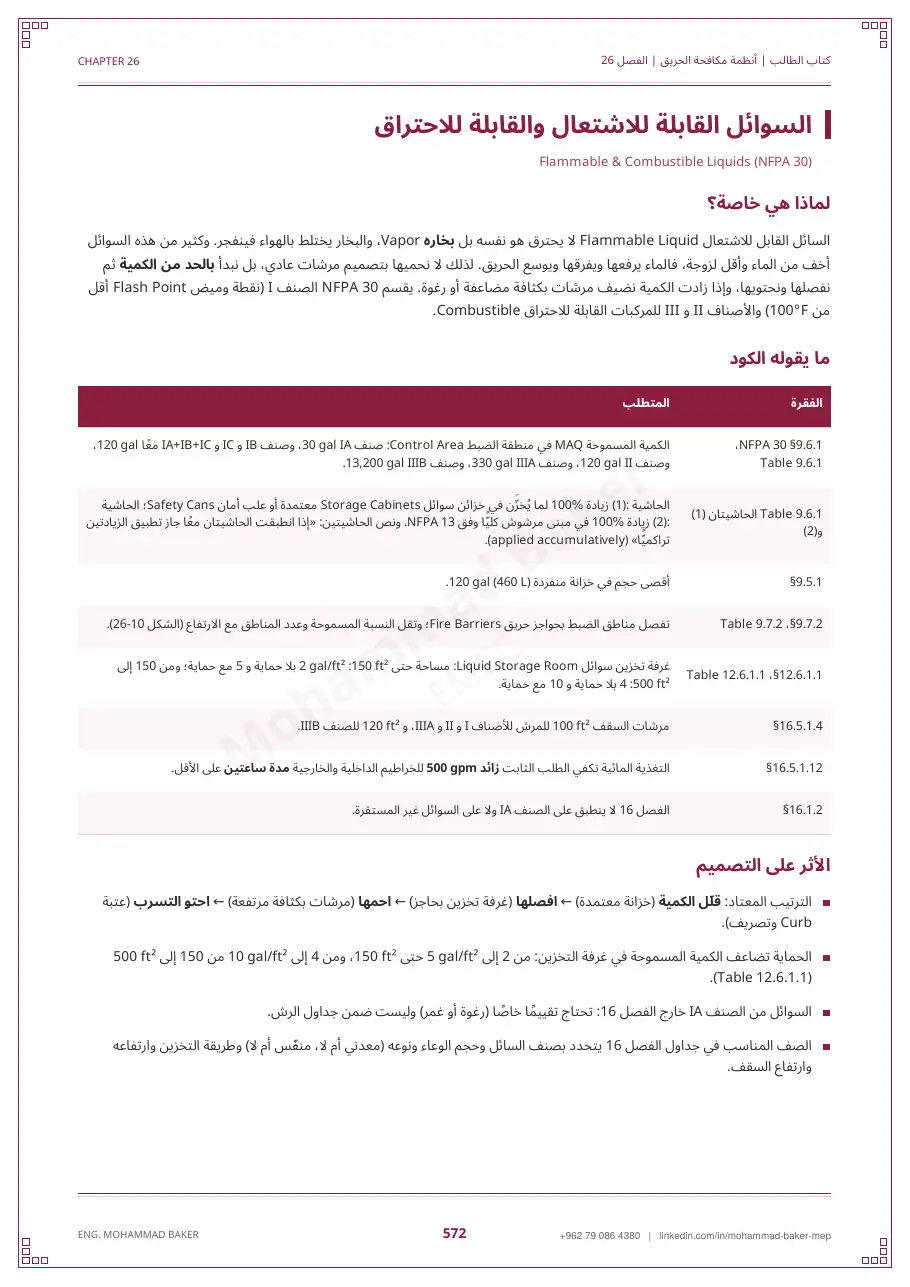 كتاب الطالب | أنظمة مكافحة الحريق | الفصل 26
CHAPTER 26
السوائل القابلة للاشتعال والقابلة للاحتراق
Flammable & Combustible Liquids (NFPA 30)
لماذا هي خاصة؟
السائل القابل للاشتعال Flammable Liquid لا يحترق هو نفسه بل بخاره Vapor، والبخار يختلط بالهواء فينفجر. وكثير من هذه السوائل
أخف من الماء وأقل لزوجة، فالماء يرفعها ويفرقها ويوسع الحريق. لذلك لا نحميها بتصميم مرشات عادي، بل نبدأ بالحد من الكمية ثم
نفصلها ونحتويها، وإذا زادت الكمية نضيف مرشات بكثافة مضاعفة أو رغوة. يقسم NFPA 30 الصنف I (نقطة وميض Flash Point أقل
من 100°F) والأصناف II و III للمركبات القابلة للاحتراق Combustible.
ما يقوله الكود
الفقرة
المتطلب
NFPA 30 §9.6.1،
Table 9.6.1
الكمية المسموحة MAQ في منطقة الضبط Control Area: صنف 30 gal IA، وصنف IB و IC و IA+IB+IC معًا 120 gal،
وصنف 120 gal II، وصنف 330 gal IIIA، وصنف 13,200 gal IIIB.
Table 9.6.1 الحاشيتان (1)
و(2)
الحاشية (1): زيادة 100% لما يُخزَّن في خزائن سوائل Storage Cabinets معتمدة أو علب أمان Safety Cans؛ الحاشية
(2): زيادة 100% في مبنى مرشوش كليًّا وفق NFPA 13. ونص الحاشيتين: «إذا انطبقت الحاشيتان معًا جاز تطبيق الزيادتين
تراكميًا» (applied accumulatively).
§9.5.1
أقصى حجم في خزانة منفردة 120 gal (460 L).
§9.7.2، Table 9.7.2
تفصل مناطق الضبط بحواجز حريق Fire Barriers؛ وتقل النسبة المسموحة وعدد المناطق مع الارتفاع (الشكل 10-26).
§12.6.1.1، Table 12.6.1.1
غرفة تخزين سوائل Liquid Storage Room: مساحة حتى 150 ft²: 2 gal/ft² بلا حماية و 5 مع حماية؛ ومن 150 إلى
500 ft²: 4 بلا حماية و 10 مع حماية.
§16.5.1.4
مرشات السقف 100 ft² للمرش للأصناف I و II و IIIA، و 120 ft² للصنف IIIB.
§16.5.1.12
التغذية المائية تكفي الطلب الثابت زائد 500 gpm للخراطيم الداخلية والخارجية مدة ساعتين على الأقل.
§16.1.2
الفصل 16 لا ينطبق على الصنف IA ولا على السوائل غير المستقرة.
الأثر على التصميم
الترتيب المعتاد: قلّل الكمية (خزانة معتمدة) ← افصلها (غرفة تخزين بحاجز) ← احمها (مرشات بكثافة مرتفعة) ← احتو التسرب (عتبة
Curb وتصريف).
الحماية تضاعف الكمية المسموحة في غرفة التخزين: من 2 إلى 5 gal/ft² حتى 150 ft²، ومن 4 إلى 10 gal/ft² من 150 إلى 500 ft²
(Table 12.6.1.1).
السوائل من الصنف IA خارج الفصل 16: تحتاج تقييمًا خاصًا (رغوة أو غمر) وليست ضمن جداول الرش.
الصف المناسب في جداول الفصل 16 يتحدد بصنف السائل وحجم الوعاء ونوعه (معدني أم لا، منفّس أم لا) وطريقة التخزين وارتفاعه
وارتفاع السقف.
Mohammad Baker
ENG. MOHAMMAD BAKER
572
+962 79 086 4380 | linkedin.com/in/mohammad-baker-mep